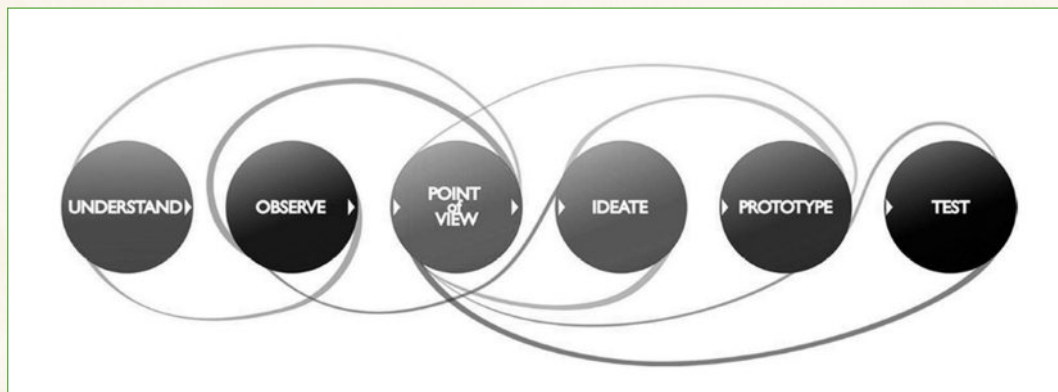 UNDERSTAND
OBSERVE
POINT
of
VIEW
IDEATE
PROTOTYPE
TEST